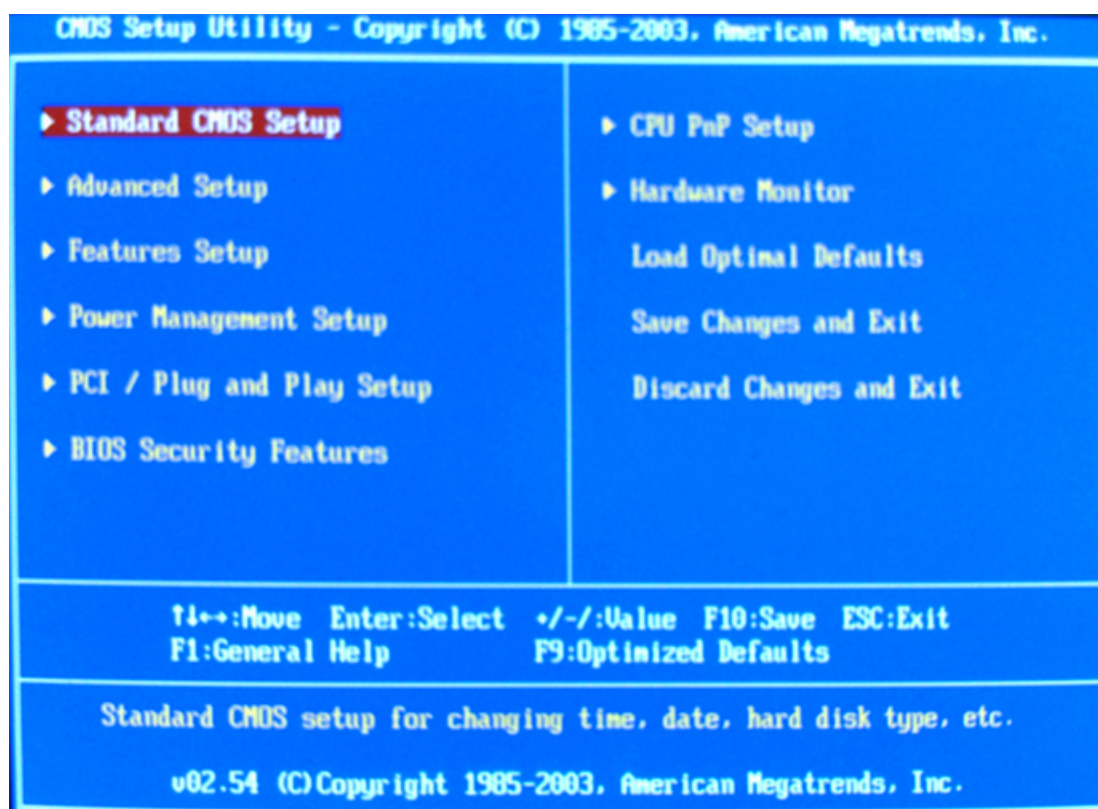 CMOS Setup Utility - Copyright (C) 1985-2003, American Megatrends, Inc.
Standard CMOS Setup
Advanced Setup
Features Setup
Power Management Setup
PCI / Plug and Play Setup
BIOS Security Features
CPU PnP Setup
Hardware Monitor
Load Optimal Defaults
Save Changes and Exit
Discard Changes and Exit
↑↓←→:Move Enter:Select +/-/:Value F10:Save ESC:Exit
F1:General Help F9:Optimized Defaults
Standard CMOS setup for changing time, date, hard disk type, etc.
v02.54 (C)Copyright 1985-2003, American Megatrends, Inc.